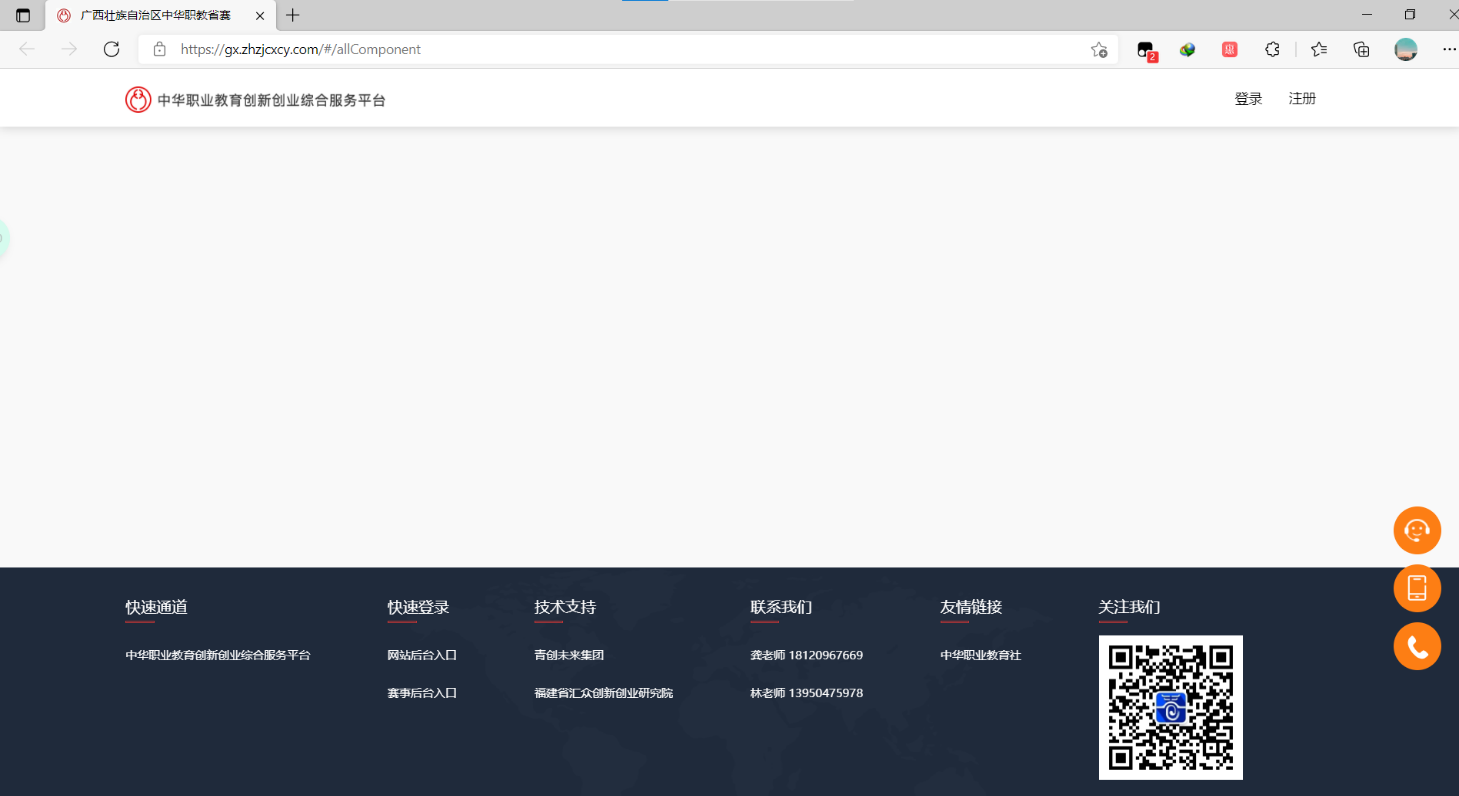 广西壮族自治区中华职教省赛
https://gx.zhzjcxcy.com/#/allComponent
2
中华职业教育创新创业综合服务平台
登录
注册
快速通道
中华职业教育创新创业综合服务平台
快速登录
网站后台入口
赛事后台入口
技术支持
青创未来集团
福建省汇众创新创业研究院
联系我们
龚老师 18120967669
林老师 13950475978
友情链接
中华职业教育社
关注我们